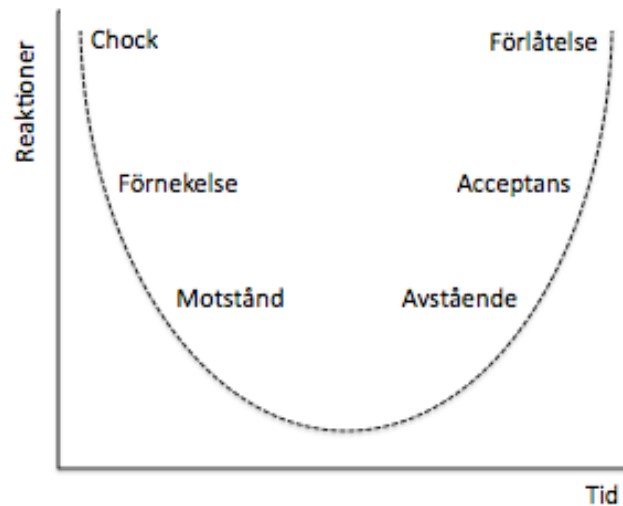 Reaktioner
Chock
Förlåtelse
Förnekelse
Acceptans
Motstånd
Avstående
Tid